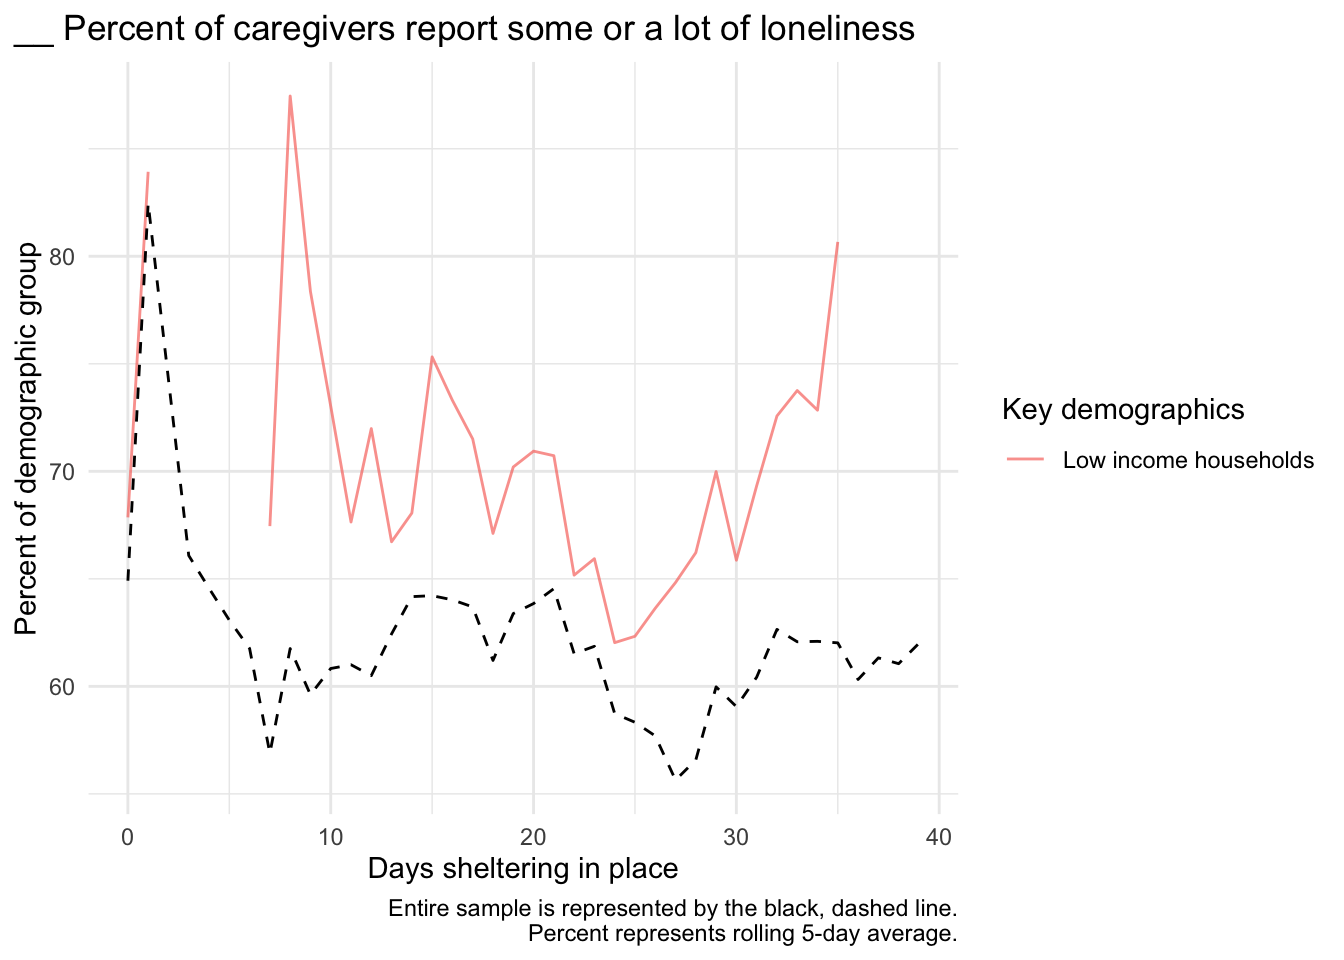 __ Percent of caregivers report some or a lot of loneliness
Percent of demographic group
80
70
60
0 10 20 30 40
Days sheltering in place
Key demographics
Low income households
Entire sample is represented by the black, dashed line.
Percent represents rolling 5-day average.